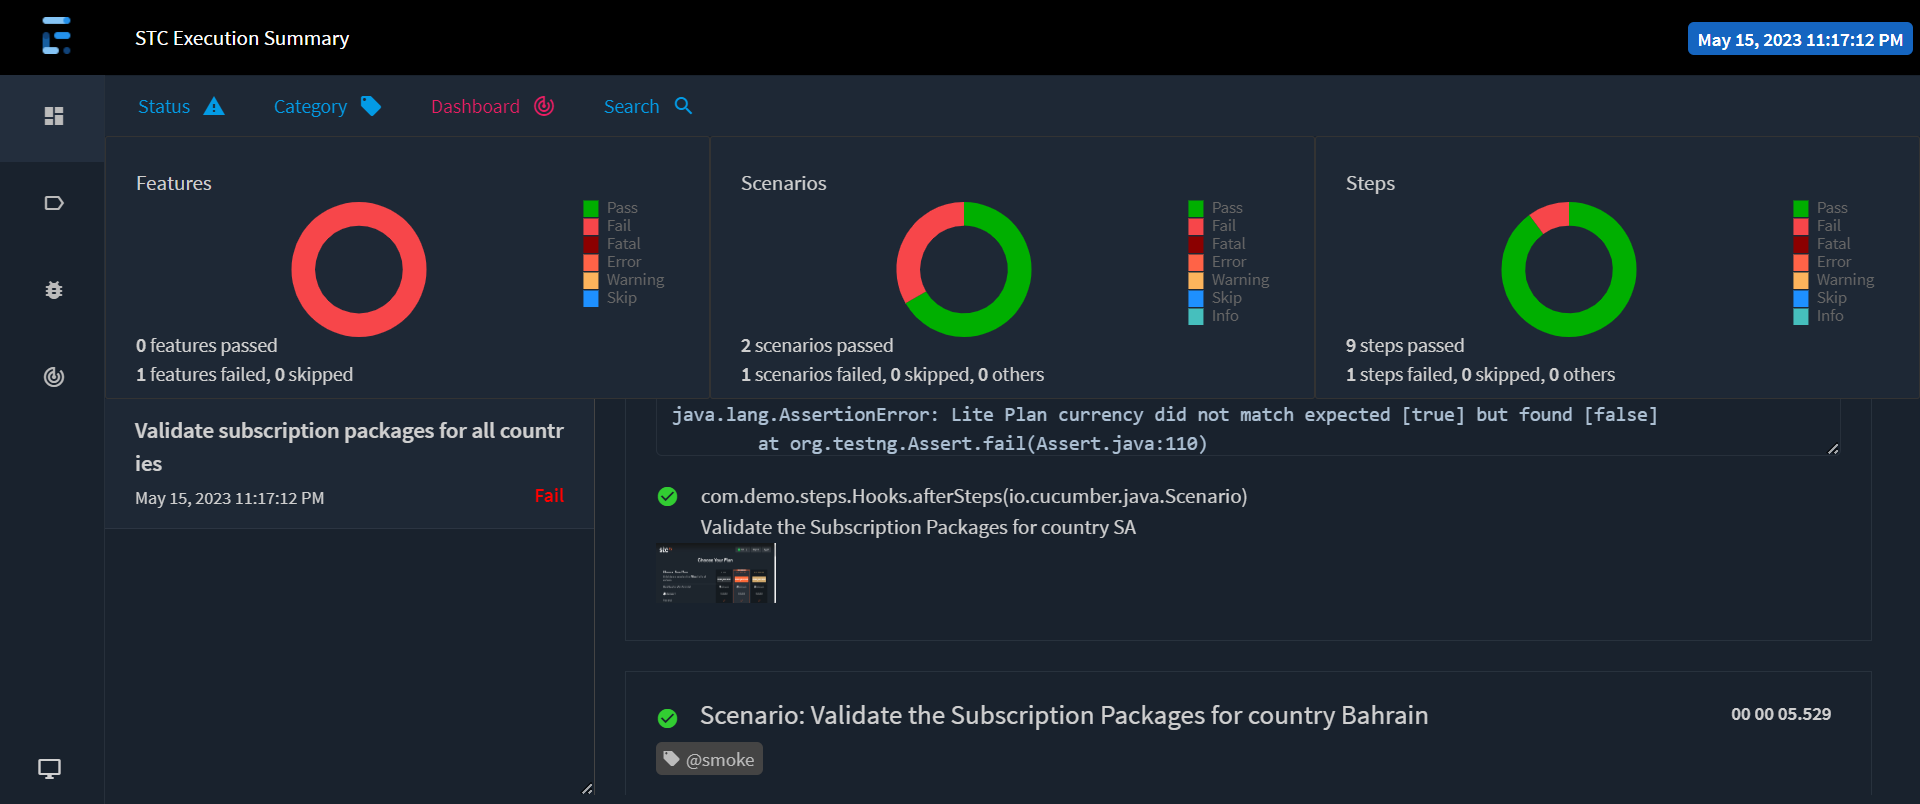 STC Execution Summary
May 15, 2023 11:17:12 PM
Status
Category
Dashboard
Search
Features
Pass
Fail
Fatal
Error
Warning
Skip
0 features passed
1 features failed, 0 skipped
Scenarios
Pass
Fail
Fatal
Error
Warning
Skip
Info
2 scenarios passed
1 scenarios failed, 0 skipped, 0 others
Steps
Pass
Fail
Fatal
Error
Warning
Skip
Info
9 steps passed
1 steps failed, 0 skipped, 0 others
Validate subscription packages for all countr
ies
May 15, 2023 11:17:12 PM
Fail
java.lang.AssertionError: Lite Plan currency did not match expected [true] but found [false]
at org.testng.Assert.fail(Assert.java:110)
com.demo.steps.Hooks.afterSteps(io.cucumber.java.Scenario)
Validate the Subscription Packages for country SA
stc
Choose Your Plan
Scenario: Validate the Subscription Packages for country Bahrain
00 00 05.529
@smoke